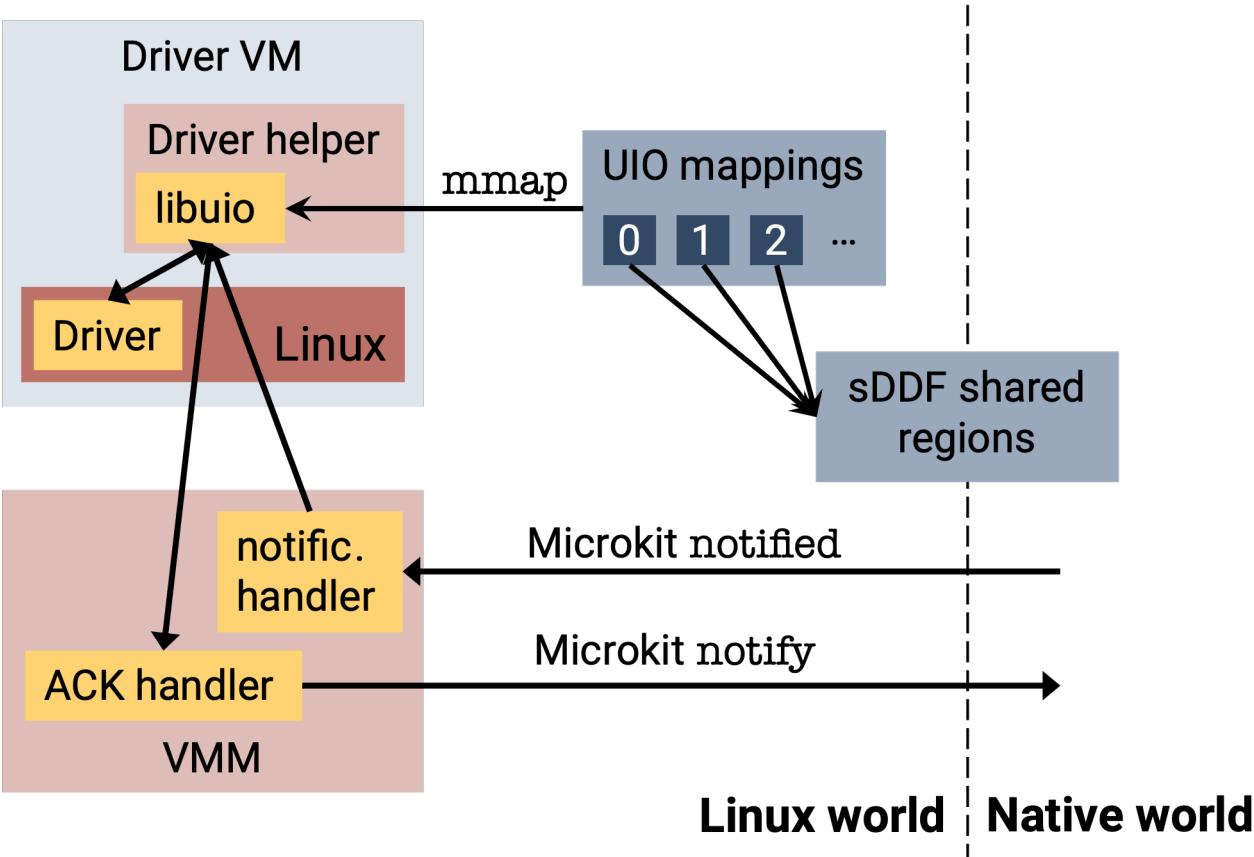 Driver VM
Driver helper
libuio
Driver
Linux
mmap
UIO mappings
0 1 2 ...
sDDF shared
regions
notific.
handler
ACK handler
VMM
Microkit notified
Microkit notify
Linux world
Native world